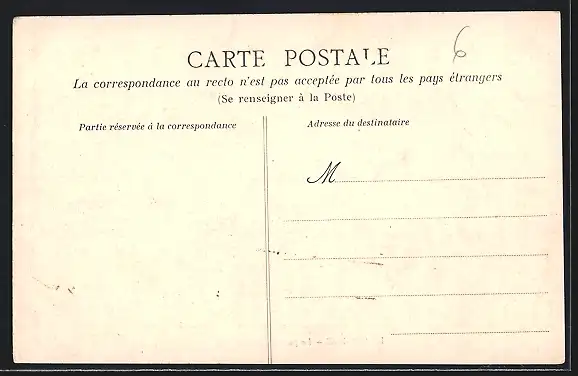 6
CARTE POSTALE
La correspondance au recto n'est pas acceptée par tous les pays étrangers
(Se renseigner à la Poste)
Partie réservée à la correspondance
Adresse du destinataire
M